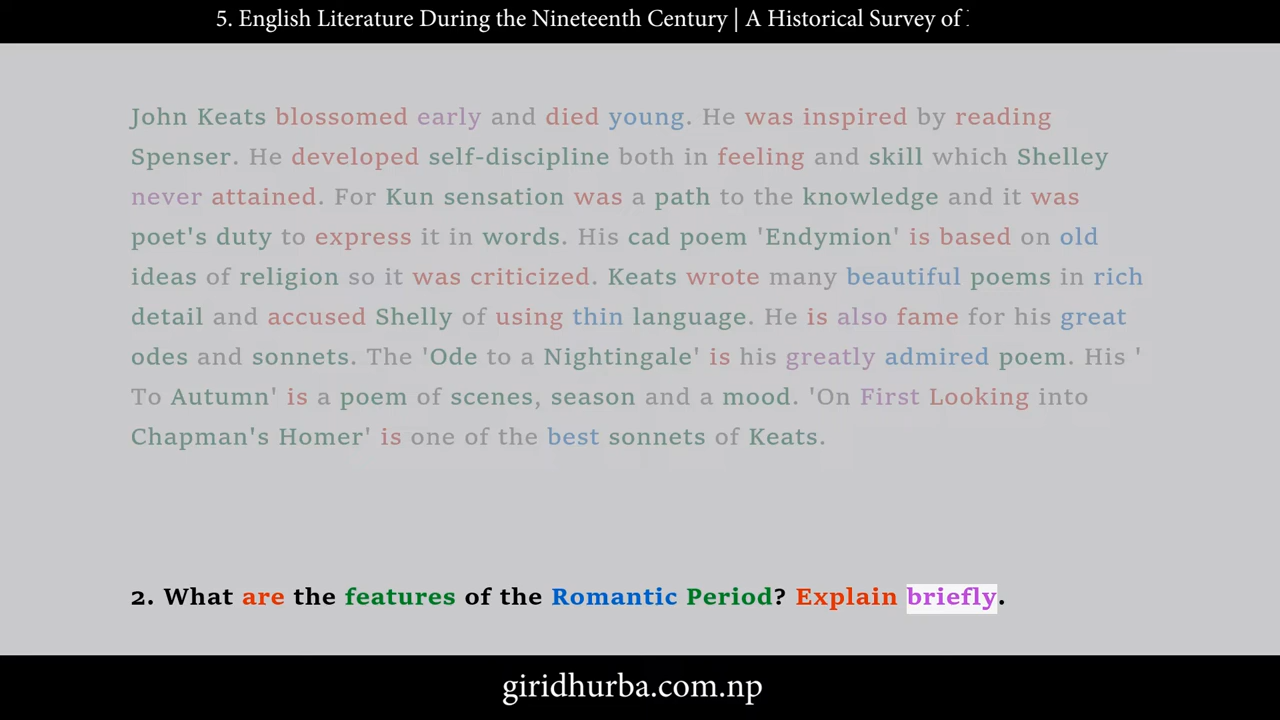 5. English Literature During the Nineteenth Century | A Historical Survey of
John Keats blossomed early and died young. He was inspired by reading
Spenser. He developed self-discipline both in feeling and skill which Shelley
never attained. For Kun sensation was a path to the knowledge and it was
poet's duty to express it in words. His cad poem 'Endymion' is based on old
ideas of religion so it was criticized. Keats wrote many beautiful poems in rich
detail and accused Shelly of using thin language. He is also fame for his great
odes and sonnets. The 'Ode to a Nightingale' is his greatly admired poem. His '
To Autumn' is a poem of scenes, season and a mood. 'On First Looking into
Chapman's Homer' is one of the best sonnets of Keats.
2. What are the features of the Romantic Period? Explain briefly.
giridhurba.com.np